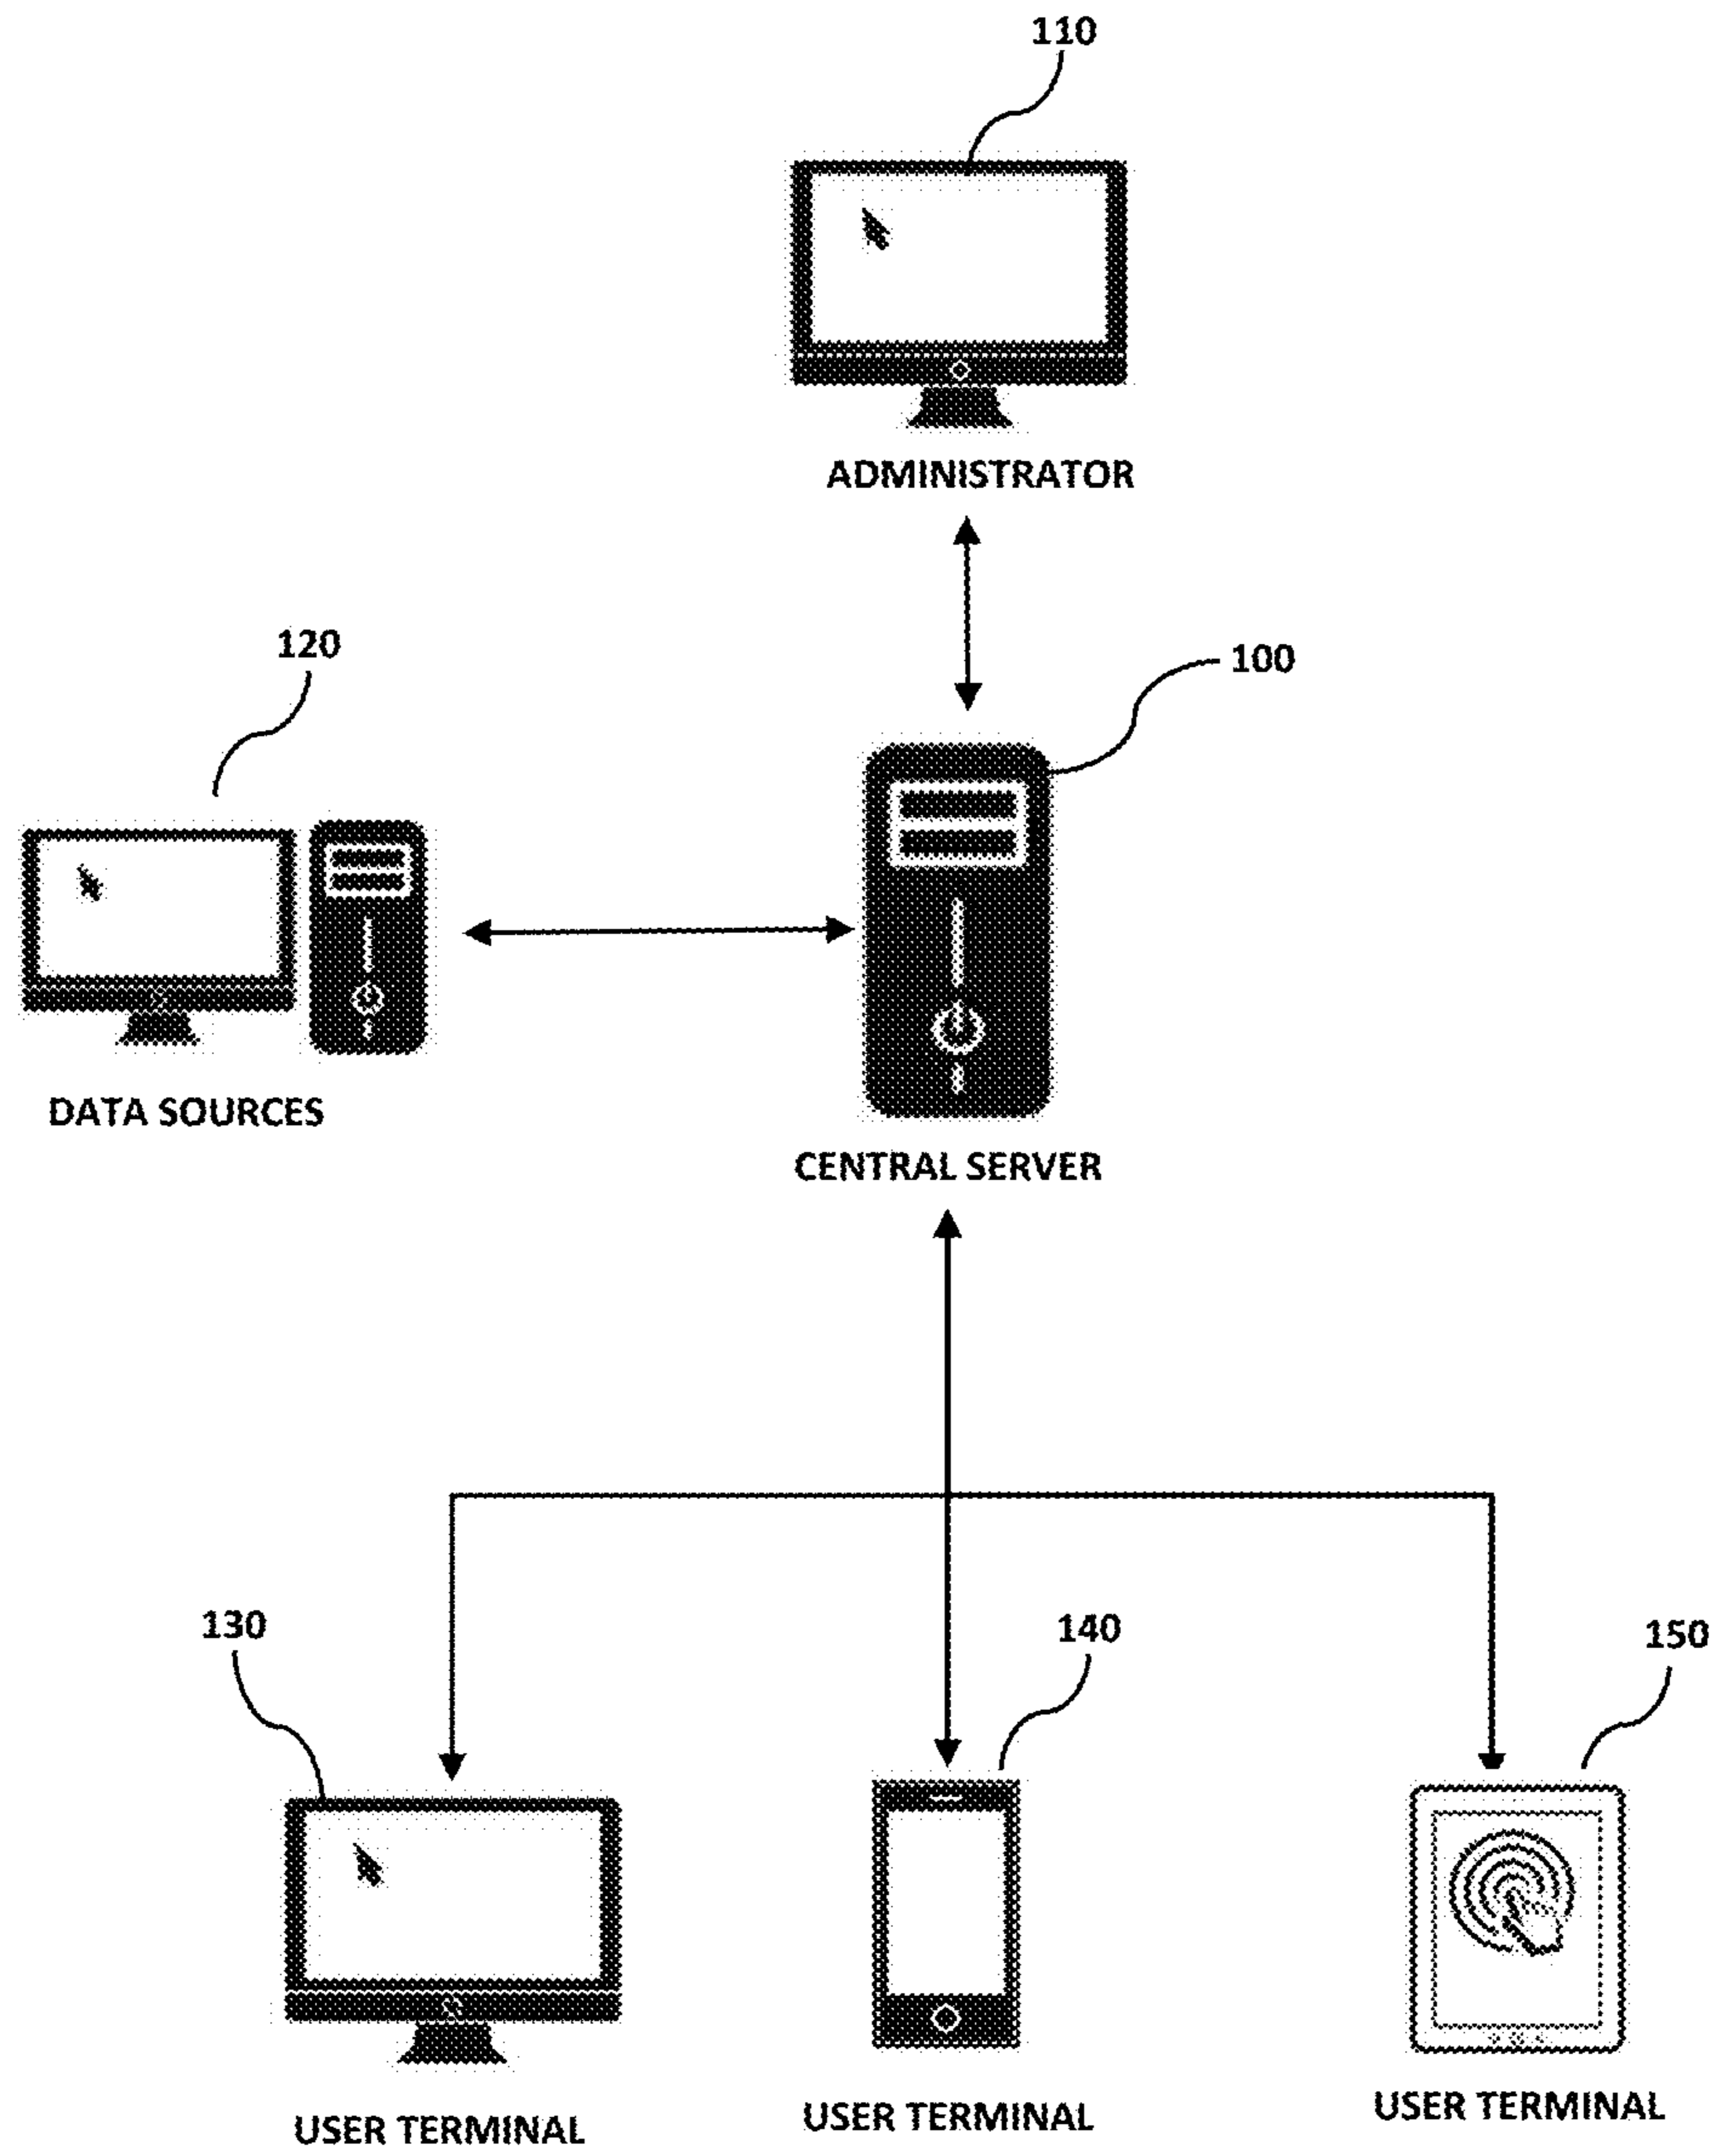 110
ADMINISTRATOR
120
100
DATA SOURCES
CENTRAL SERVER
130
140
150
USER TERMINAL
USER TERMINAL
USER TERMINAL